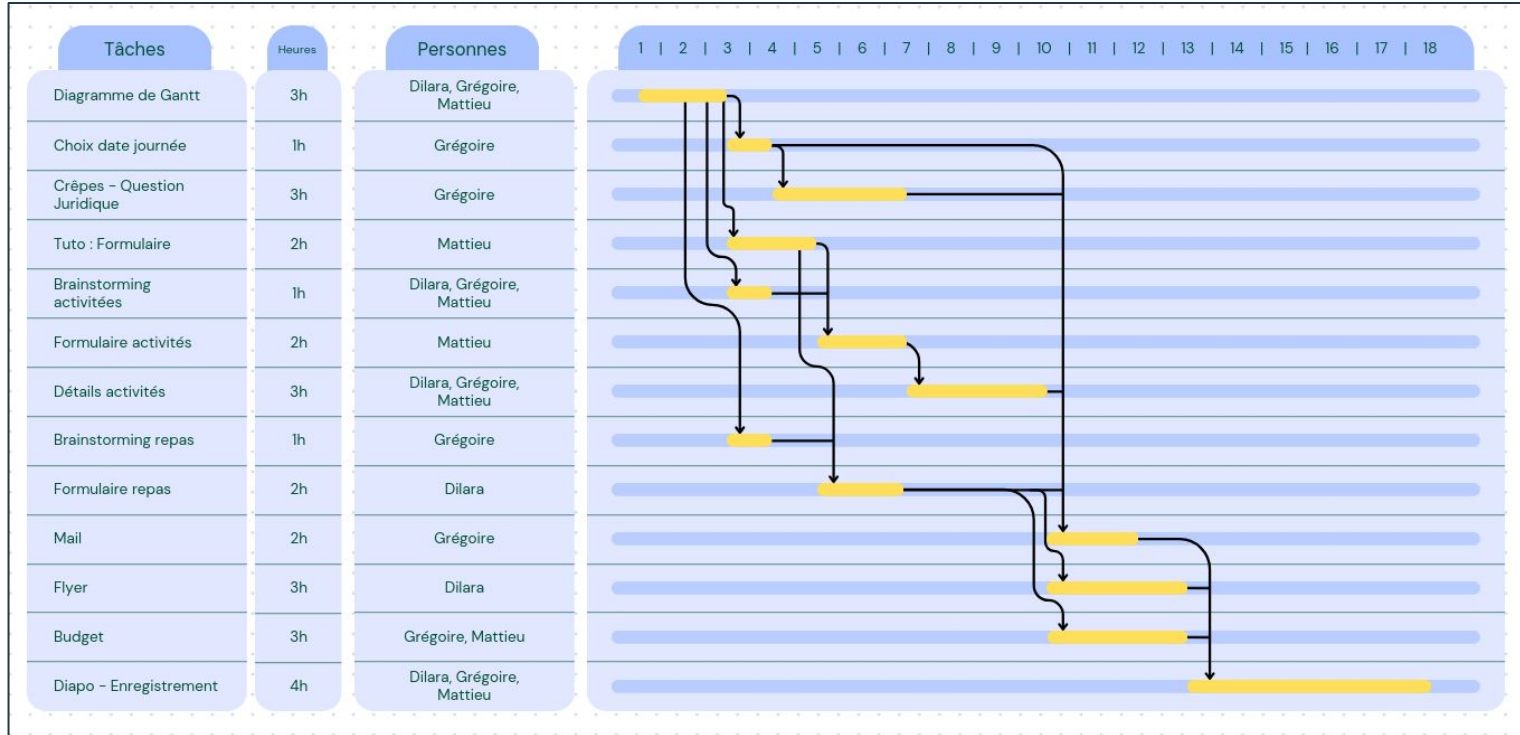 Tâches Heures Personnes 1 | 2 | 3 | 4 | 5 | 6 | 7 | 8 | 9 | 10 | 11 | 12 | 13 | 14 | 15 | 16 | 17 | 18
Diagramme de Gantt 3h Dilara, Grégoire,
Mattieu
Choix date journée 1h Grégoire
Crêpes - Question
Juridique 3h Grégoire
Tuto : Formulaire 2h Mattieu
Brainstorming
activitées 1h Dilara, Grégoire,
Mattieu
Formulaire activités 2h Mattieu
Détails activités 3h Dilara, Grégoire,
Mattieu
Brainstorming repas 1h Grégoire
Formulaire repas 2h Dilara
Mail 2h Grégoire
Flyer 3h Dilara
Budget 3h Grégoire, Mattieu
Diapo - Enregistrement 4h Dilara, Grégoire,
Mattieu